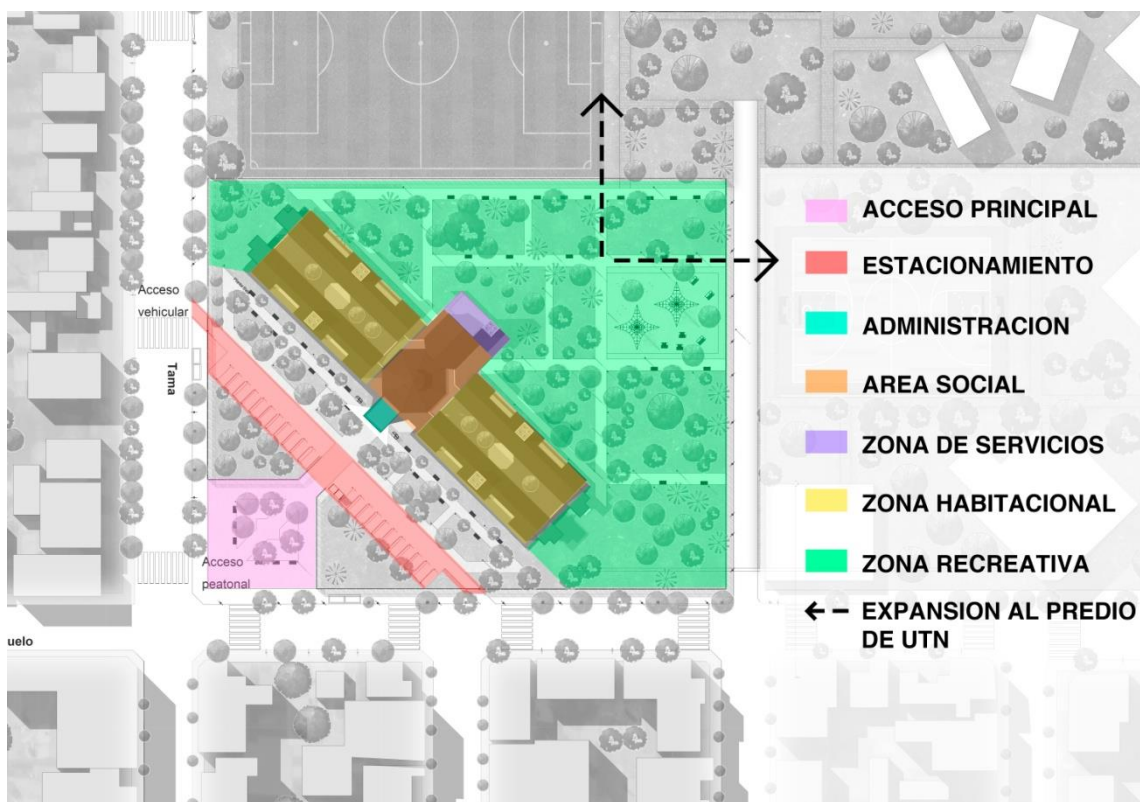 ACCESO PRINCIPAL
ESTACIONAMIENTO
ADMINISTRACION
AREA SOCIAL
ZONA DE SERVICIOS
ZONA HABITACIONAL
ZONA RECREATIVA
EXPANSION AL PREDIO
DE UTN
Acceso
vehicular
Tama
Acceso
peatonal
uelo